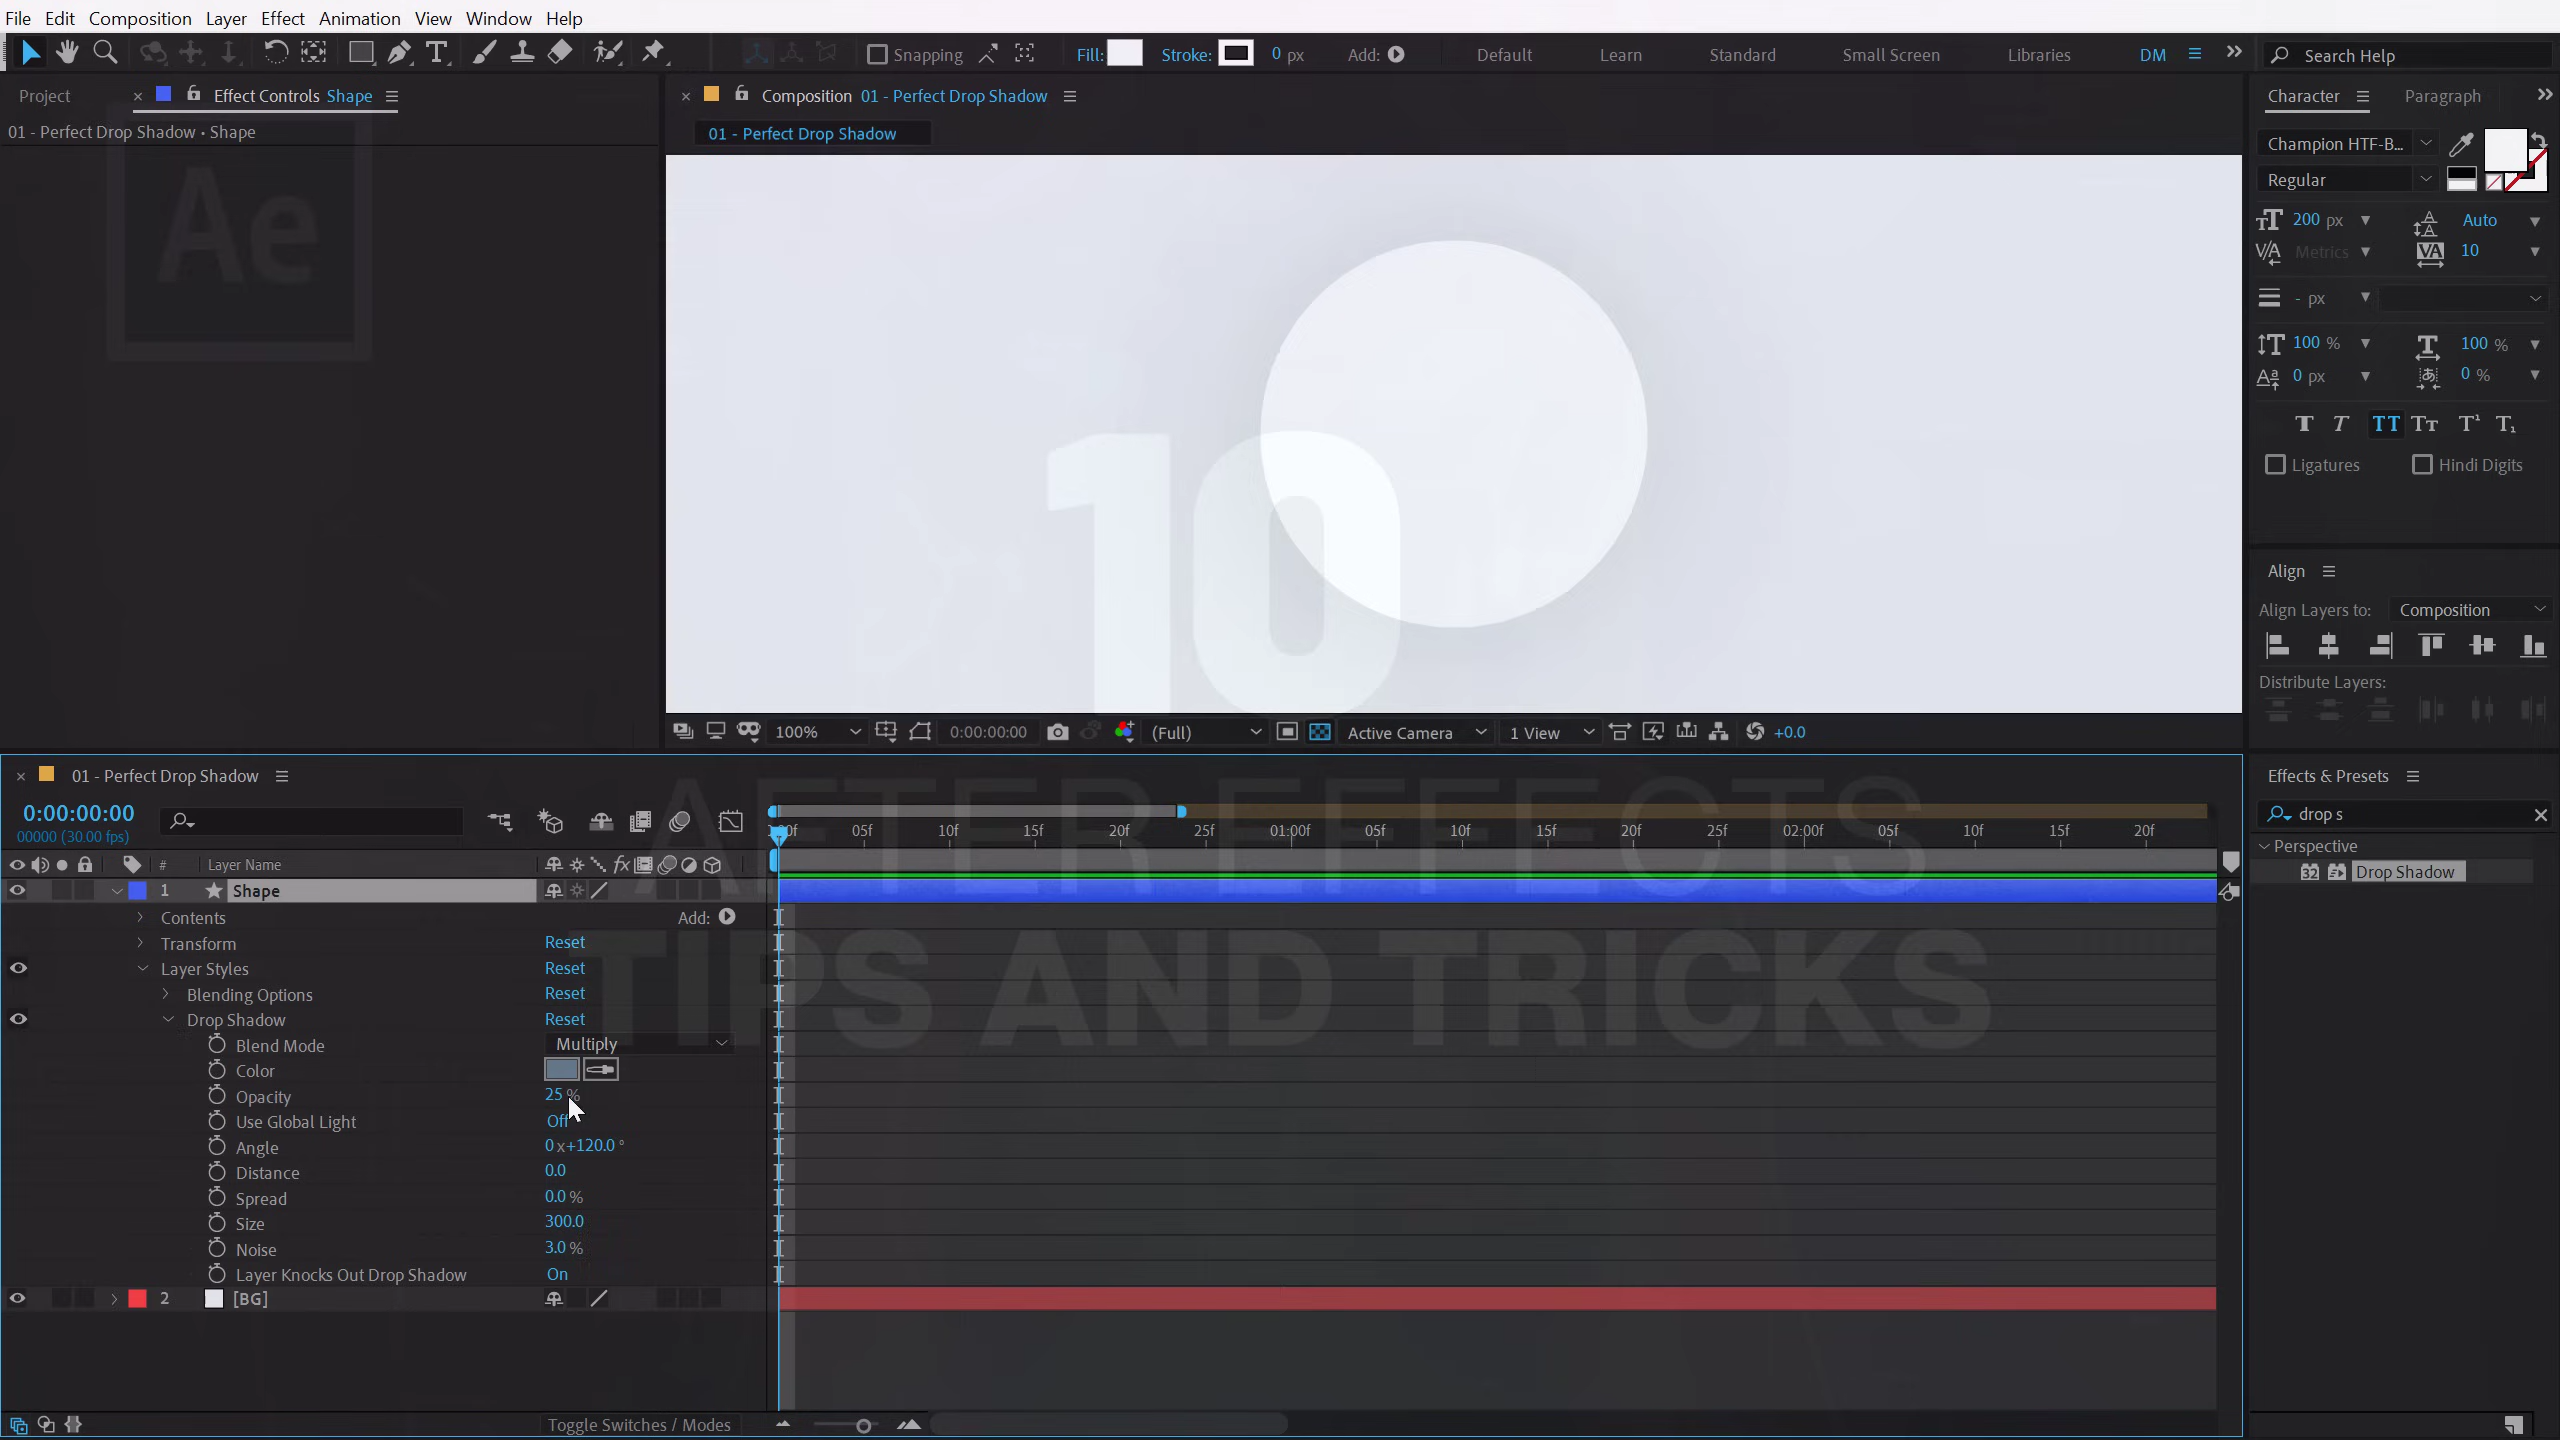 File Edit Composition Layer Effect Animation View Window Help
Snapping Fill: Stroke: 0 px Add: Default Learn Standard Small Screen Libraries DM Search Help
Project Effect Controls Shape
01 - Perfect Drop Shadow • Shape
Ae
Composition 01 - Perfect Drop Shadow
01 - Perfect Drop Shadow
10
100% 0:00:00:00 (Full) Active Camera 1 View +0.0
Character Paragraph
Champion HTF-B...
Regular
200 px Auto
Metrics 10
- px
100 % 100 %
0 px 0 %
Ligatures Hindi Digits
Align
Align Layers to: Composition
Distribute Layers:
Effects & Presets
drop s
Perspective
32 Drop Shadow
01 - Perfect Drop Shadow
0:00:00:00
00000 (30.00 fps)
AFTER EFFECTS
TIPS AND TRICKS
05f 10f 15f 20f 25f 01:00f 05f 10f 15f 20f 25f 02:00f 05f 10f 15f 20f
# Layer Name
1 Shape
Contents Add:
Transform Reset
Layer Styles Reset
Blending Options Reset
Drop Shadow Reset
Blend Mode Multiply
Color
Opacity 25 %
Use Global Light Off
Angle 0 x+120.0 °
Distance 0.0
Spread 0.0 %
Size 300.0
Noise 3.0 %
Layer Knocks Out Drop Shadow On
2 [BG]
Toggle Switches / Modes